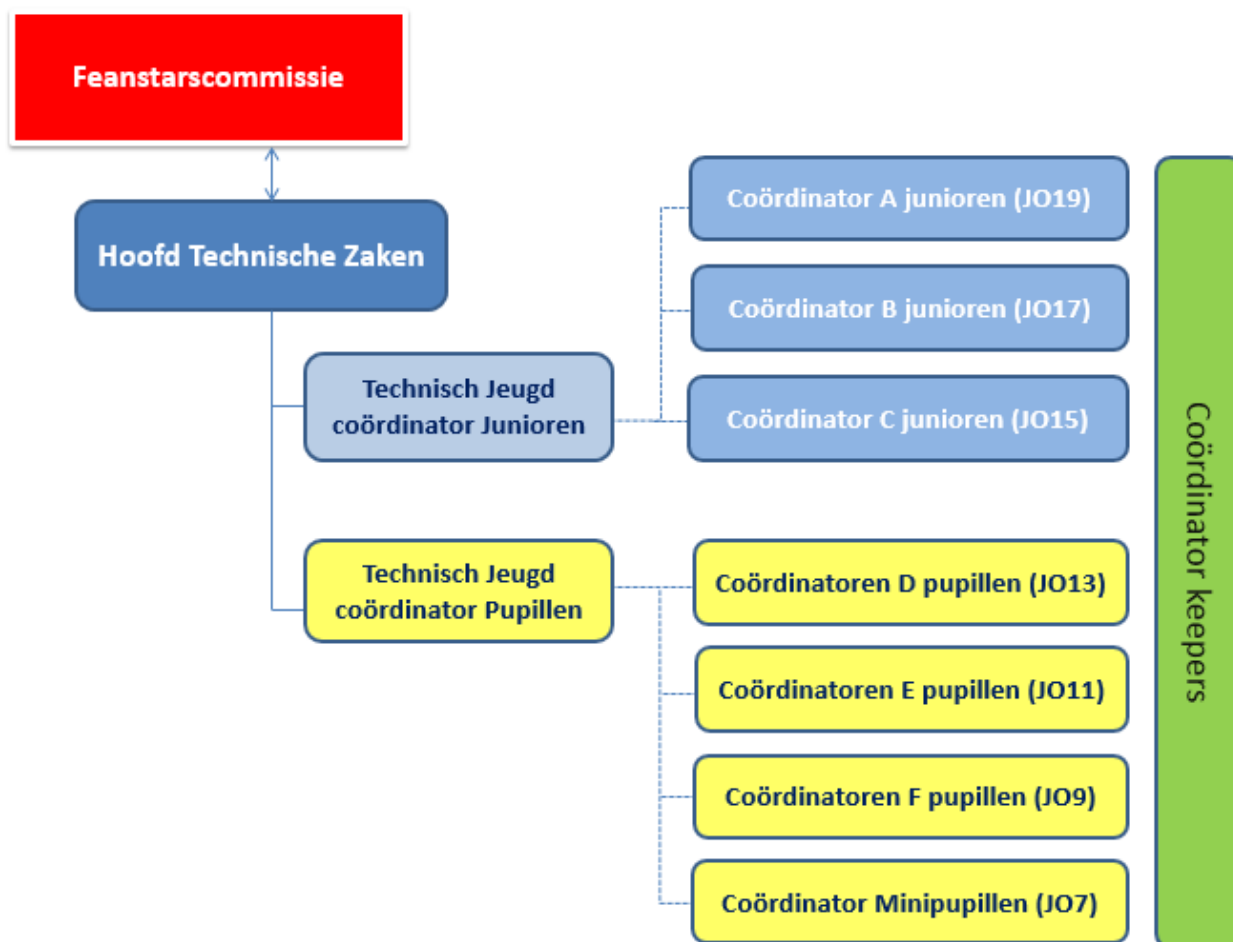 Feanstarscommissie
Hoofd Technische Zaken
Technisch Jeugd
coördinator Junioren
Coördinator A junioren (JO19)
Coördinator B junioren (JO17)
Coördinator C junioren (JO15)
Technisch Jeugd
coördinator Pupillen
Coördinatoren D pupillen (JO13)
Coördinatoren E pupillen (JO11)
Coördinatoren F pupillen (JO9)
Coördinator Minipupillen (JO7)
Coördinator keepers